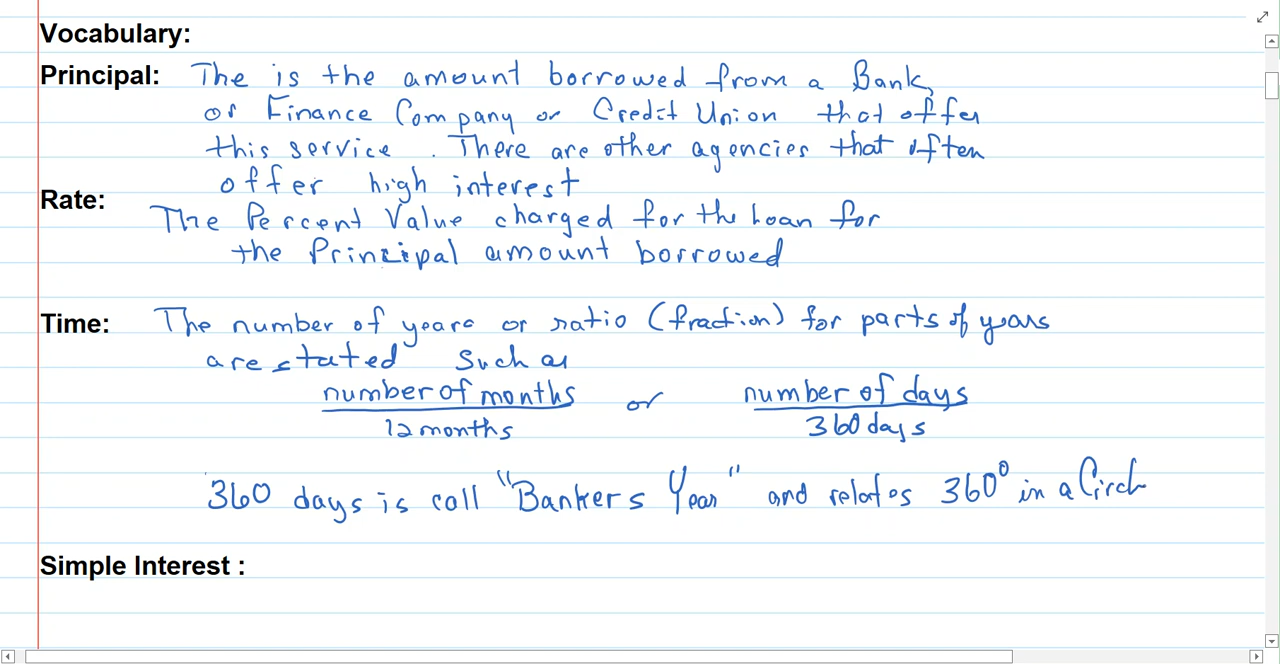 Vocabulary:
Principal: The is the amount borrowed from a Bank,
or Finance Company or Credit Union that offer
this service. There are other agencies that often
offer high interest
Rate:
The Percent Value charged for the Loan for
the Principal amount borrowed
Time: The number of years or ratio (fraction) for parts of years
are stated such as
number of months or number of days
12 months 360 days
360 days is call "Bankers Year" and relates 360° in a Circle
Simple Interest :